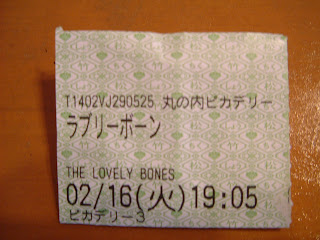 T1402VJ290525 丸の内ピカデリー
ラブリーボーン
THE LOVELY BONES
02/16(火)19:05
ピカデリー3